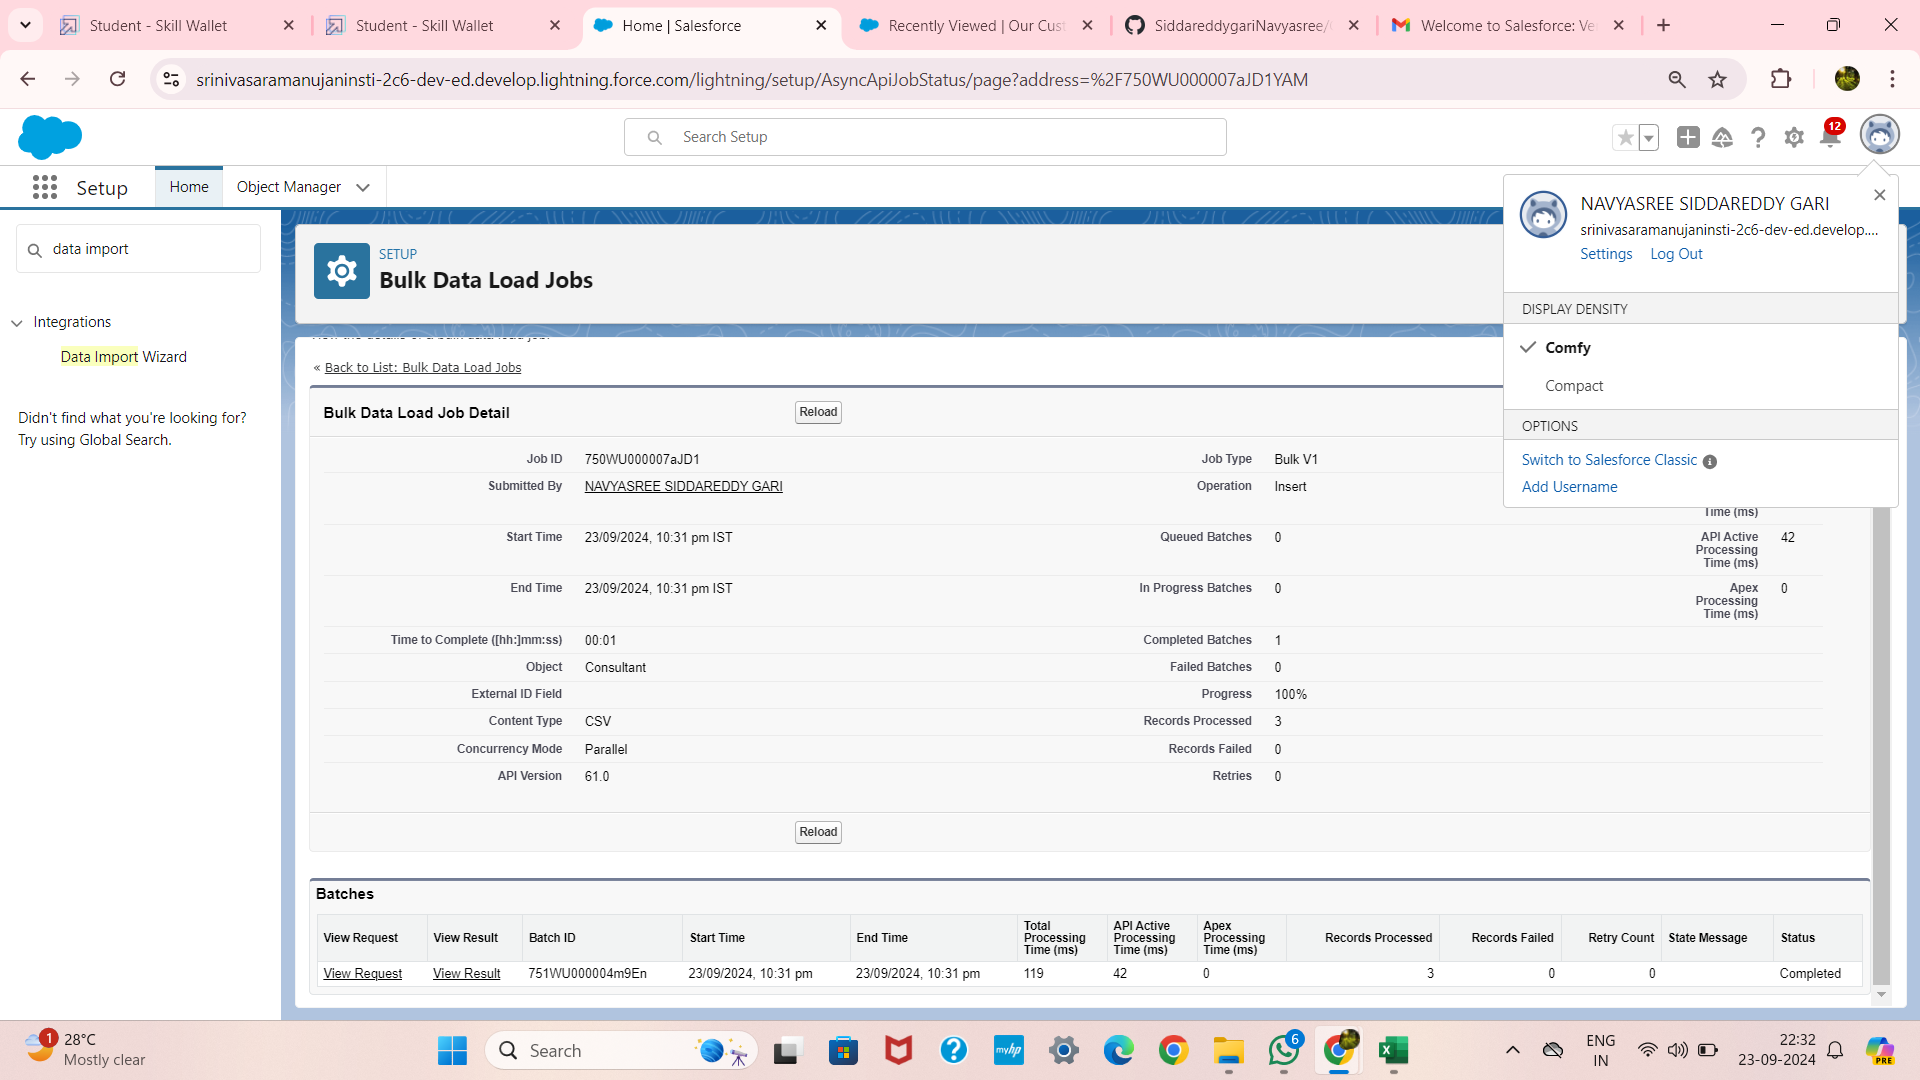 Student - Skill Wallet
Student - Skill Wallet
Home | Salesforce
Recently Viewed | Our Cust
SiddareddygariNavyasree/
Welcome to Salesforce: Ve
srinivasaramanujaninsti-2c6-dev-ed.develop.lightning.force.com/lightning/setup/AsyncApiJobStatus/page?address=%2F750WU000007aJD1YAM
Search Setup
12
Setup
Home
Object Manager
data import
Integrations
Data Import Wizard
Didn't find what you're looking for?
Try using Global Search.
SETUP
Bulk Data Load Jobs
« Back to List: Bulk Data Load Jobs
Bulk Data Load Job Detail
Reload
Job ID 750WU000007aJD1 Job Type Bulk V1
Submitted By NAVYASREE SIDDAREDDY GARI Operation Insert
Time (ms)
Start Time 23/09/2024, 10:31 pm IST Queued Batches 0 API Active Processing Time (ms) 42
End Time 23/09/2024, 10:31 pm IST In Progress Batches 0 Apex Processing Time (ms) 0
Time to Complete ([hh:]mm:ss) 00:01 Completed Batches 1
Object Consultant Failed Batches 0
External ID Field Progress 100%
Content Type CSV Records Processed 3
Concurrency Mode Parallel Records Failed 0
API Version 61.0 Retries 0
Reload
Batches
View Request View Result Batch ID Start Time End Time Total Processing Time (ms) API Active Processing Time (ms) Apex Processing Time (ms) Records Processed Records Failed Retry Count State Message Status
View Request View Result 751WU000004m9En 23/09/2024, 10:31 pm 23/09/2024, 10:31 pm 119 42 0 3 0 0 Completed
NAVYASREE SIDDAREDDY GARI
srinivasaramanujaninsti-2c6-dev-ed.develop....
Settings Log Out
DISPLAY DENSITY
Comfy
Compact
OPTIONS
Switch to Salesforce Classic
Add Username
1
28°C
Mostly clear
Search
myhp
6
ENG
IN
22:32
23-09-2024
PRE